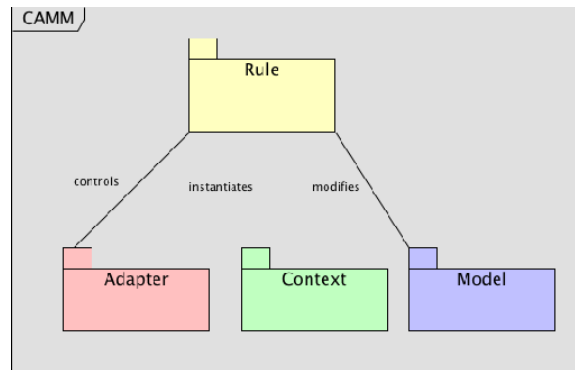 CAMM
Rule
controls
instantiates
modifies
Adapter
Context
Model